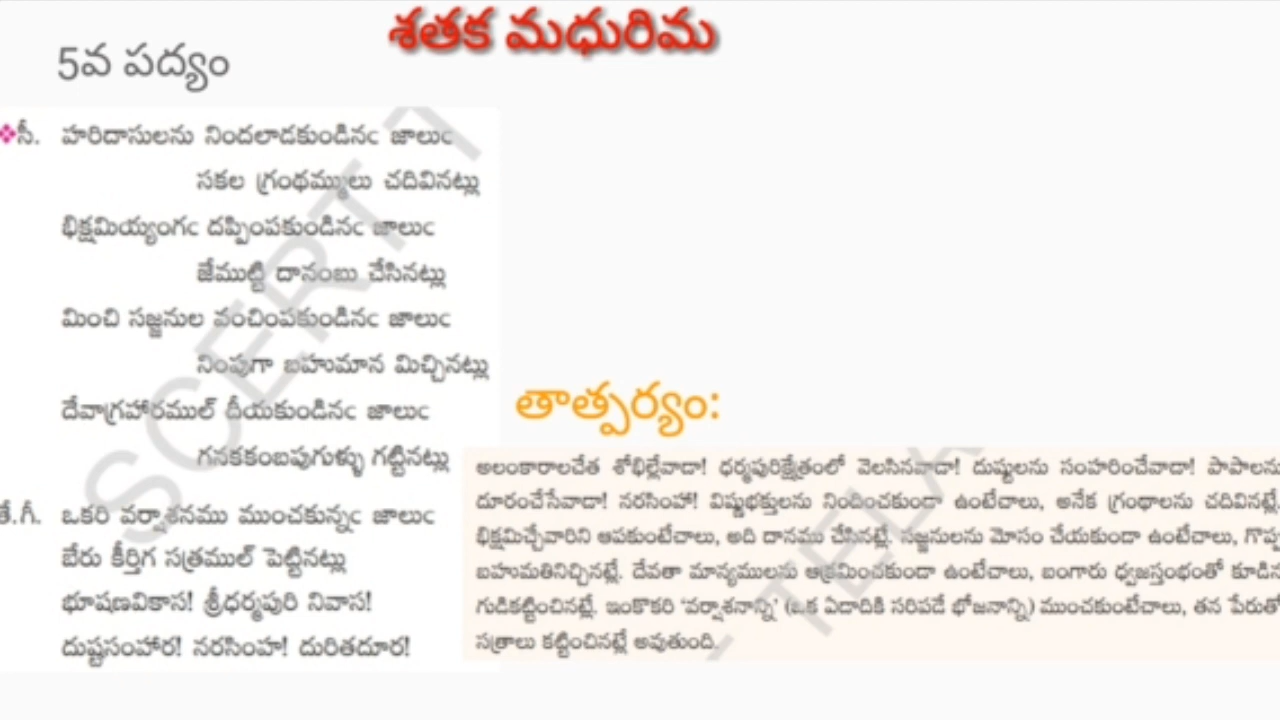 శతక మధురిమ
5వ పద్యం
❖సీ. హరిదాసులను నిందలాడకుండినఁ జాలుఁ
సకల గ్రంథమ్ములు చదివినట్లు
భిక్షమియ్యంగఁ దప్పింపకుండినఁ జాలుఁ
జేముట్టి దానంబు చేసినట్లు
మించి సజ్జనుల వంచింపకుండినఁ జాలుఁ
నింపుగా బహుమాన మిచ్చినట్లు
దేవాగ్రహారముల్ దీయకుండినఁ జాలుఁ
గనకకంబపుగుళ్ళు గట్టినట్లు
తే.గీ. ఒకరి వర్షాశనము ముంచకున్నఁ జాలుఁ
బేరు కీర్తిగ సత్రముల్ పెట్టినట్లు
భూషణవికాస! శ్రీధర్మపురి నివాస!
దుష్టసంహార! నరసింహ! దురితదూర!
తాత్పర్యం:
అలంకారాలచేత శోభిల్లేవాడా! ధర్మపురిక్షేత్రంలో వెలసినవాడా! దుష్టులను సంహరించేవాడా! పాపాలను
దూరంచేసేవాడా! నరసింహా! విష్ణుభక్తులను నిందించకుండా ఉంటేచాలు, అనేక గ్రంథాలను చదివినట్లే.
భిక్షమిచ్చేవారిని ఆపకుంటేచాలు, అది దానము చేసినట్లే. సజ్జనులను మోసం చేయకుండా ఉంటేచాలు, గొప్ప
బహుమతినిచ్చినట్లే. దేవతా మాన్యములను ఆక్రమించకుండా ఉంటేచాలు, బంగారు ధ్వజస్తంభంతో కూడిన
గుడికట్టించినట్లే. ఇంకొకరి 'వర్షాశనాన్ని' (ఒక ఏడాదికి సరిపడే భోజనాన్ని) ముంచకుంటేచాలు, తన పేరుతో
సత్రాలు కట్టించినట్లే అవుతుంది.